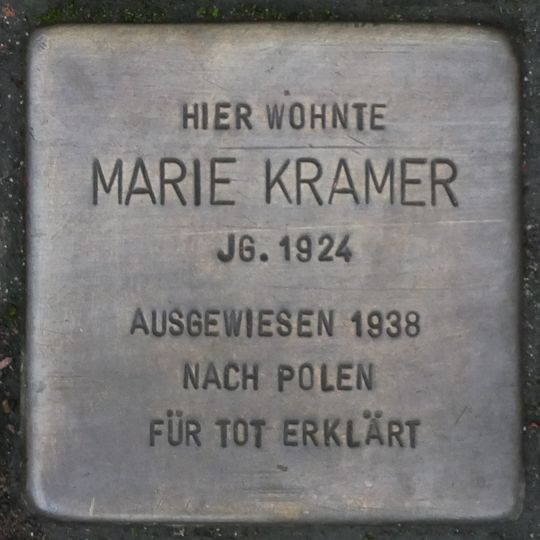 HIER WOHNTE
MARIE KRAMER
JG. 1924
AUSGEWIESEN 1938
NACH POLEN
FÜR TOT ERKLÄRT